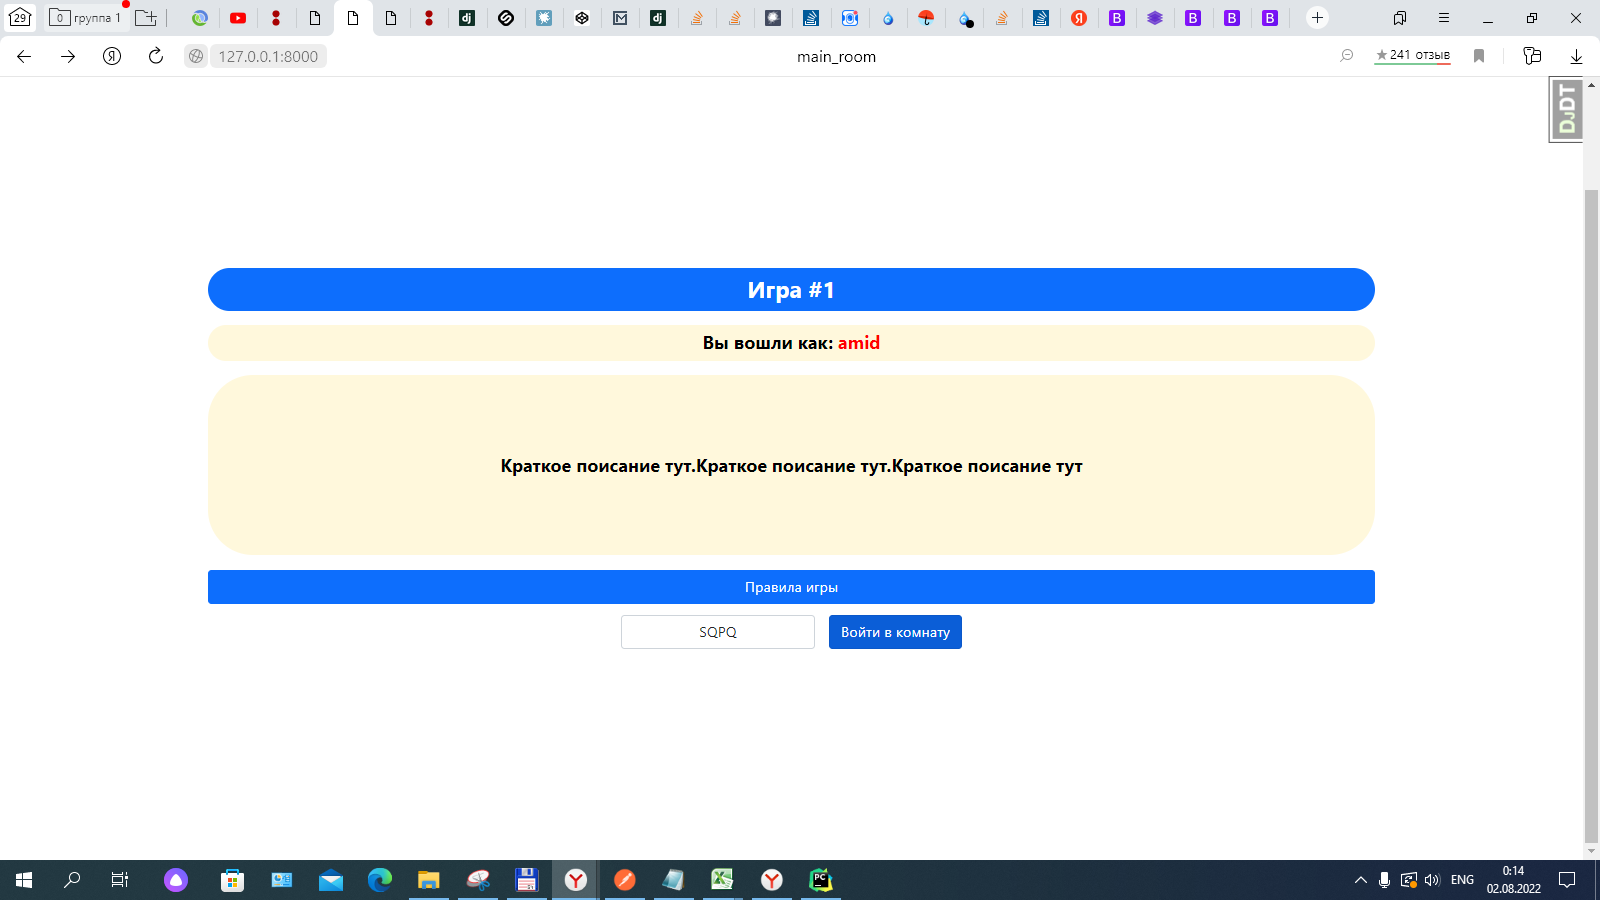 29
0 группа 1
127.0.0.1:8000
main_room
★241 отзыв
DJDT
Игра #1
Вы вошли как: amid
Краткое поисание тут.Краткое поисание тут.Краткое поисание тут
Правила игры
SQPQ
Войти в комнату
ENG
0:14
02.08.2022